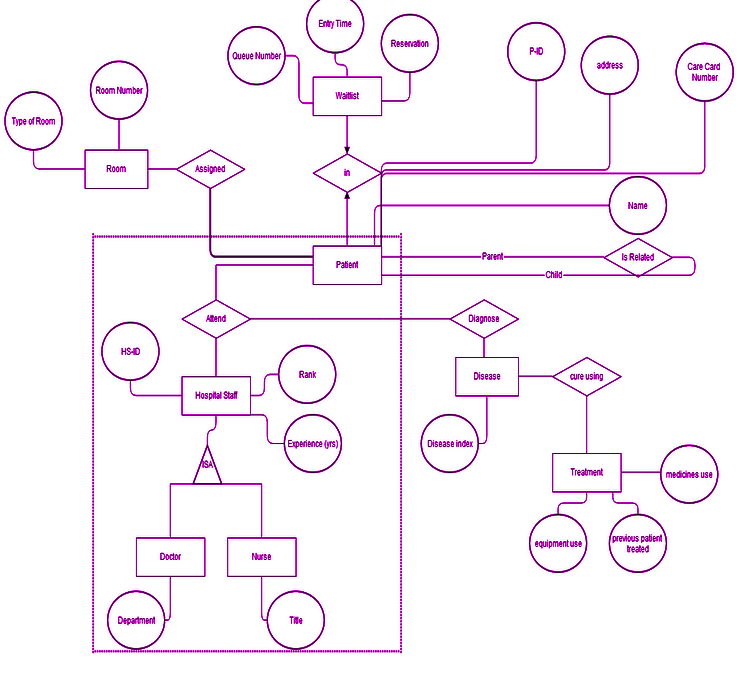 Entry Time
Queue Number
Reservation
P-ID
address
Care Card
Number
Room Number
Type of Room
Waitlist
Room
Assigned
in
Name
Patient
Parent
Is Related
Child
Attend
Diagnose
HS-ID
Rank
Hospital Staff
Disease
cure using
Experience (yrs)
Disease index
ISA
Treatment
medicines use
equipment use
previous patient
treated
Doctor
Nurse
Department
Title